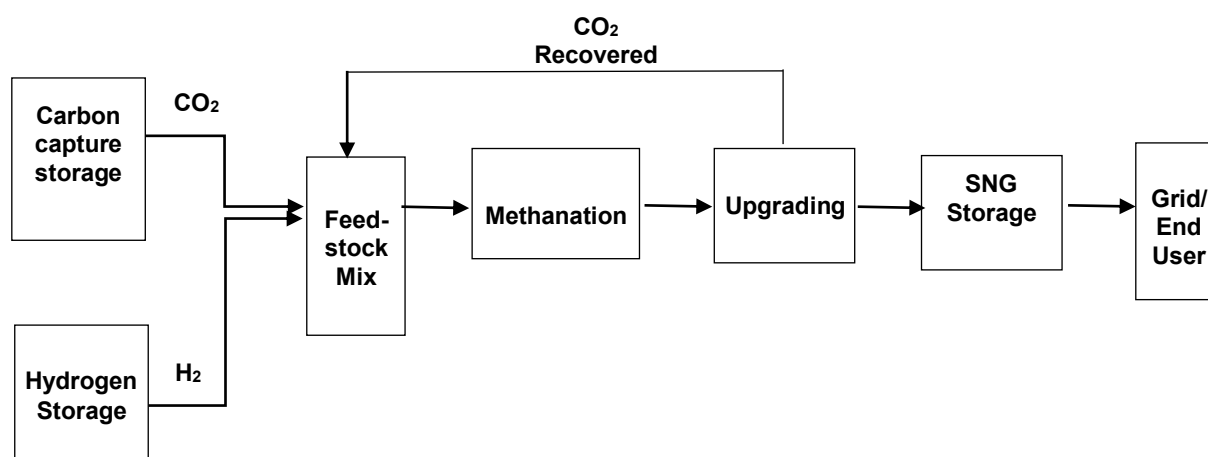 CO₂
Recovered
Carbon
capture
storage
CO₂
Feed-
stock
Mix
Methanation
Upgrading
SNG
Storage
Grid/
End
User
Hydrogen
Storage
H₂